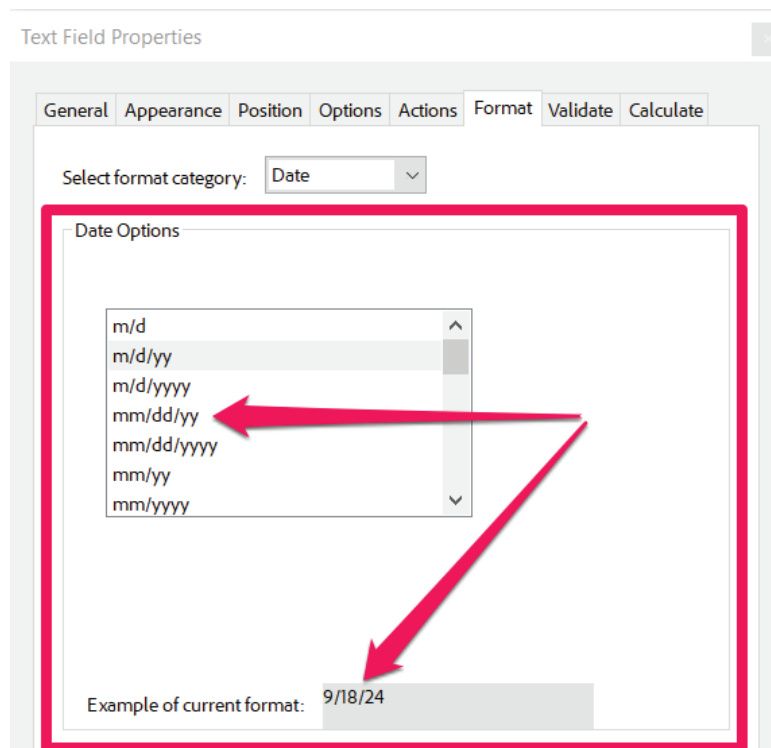 Text Field Properties
General Appearance Position Options Actions Format Validate Calculate
Select format category: Date
Date Options
m/d
m/d/yy
m/d/yyyy
mm/dd/yy
mm/dd/yyyy
mm/yy
mm/yyyy
Example of current format: 9/18/24